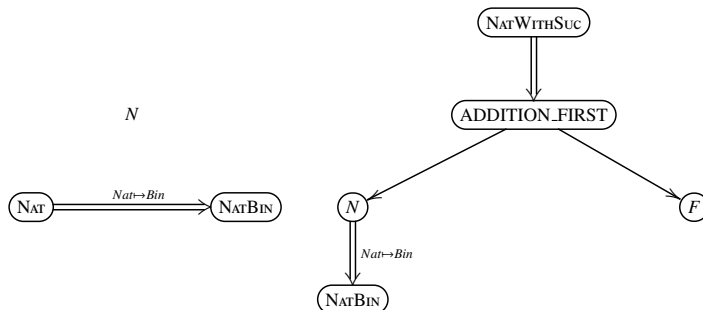 NATWITHSUC
N
ADDITION_FIRST
NAT
Nat↦Bin
NATBIN
N
F
Nat↦Bin
NATBIN